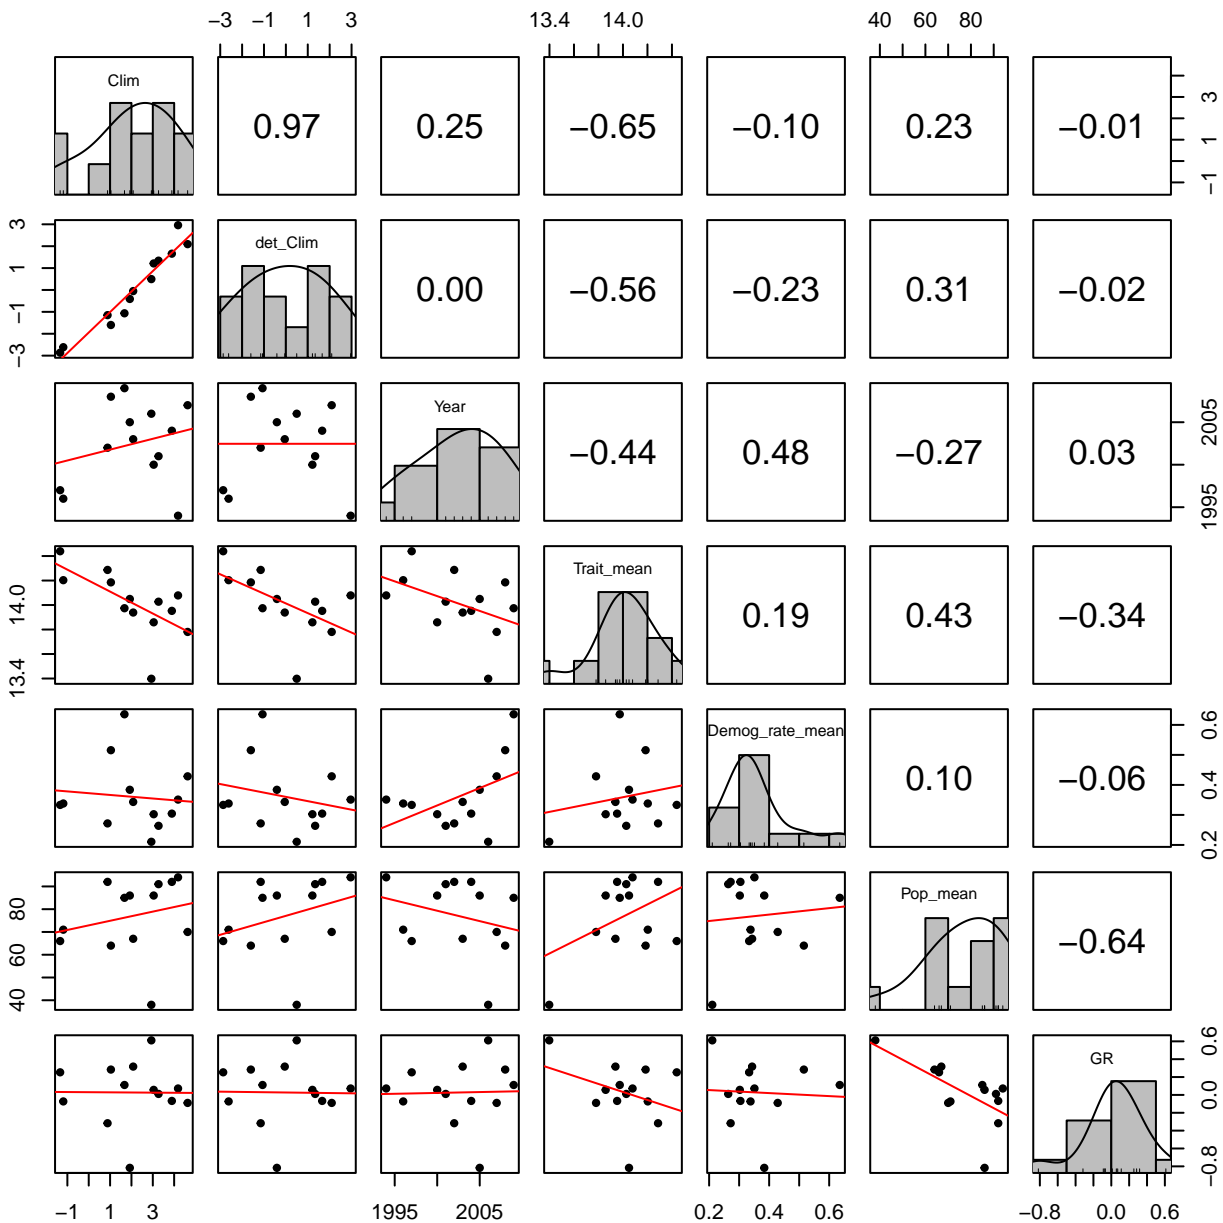 −3 −1 1 3 13.4 14.0 40 60 80
Clim 0.97 0.25 −0.65 −0.10 0.23 −0.01 −1 1 3
−3 −1 1 3 det_Clim 0.00 −0.56 −0.23 0.31 −0.02
Year −0.44 0.48 −0.27 0.03 1995 2005
13.4 14.0 Trait_mean 0.19 0.43 −0.34
Demog_rate_mean 0.10 −0.06 0.2 0.4 0.6
40 60 80 Pop_mean −0.64
GR −0.8 0.0 0.6
−1 1 3 1995 2005 0.2 0.4 0.6 −0.8 0.0 0.6